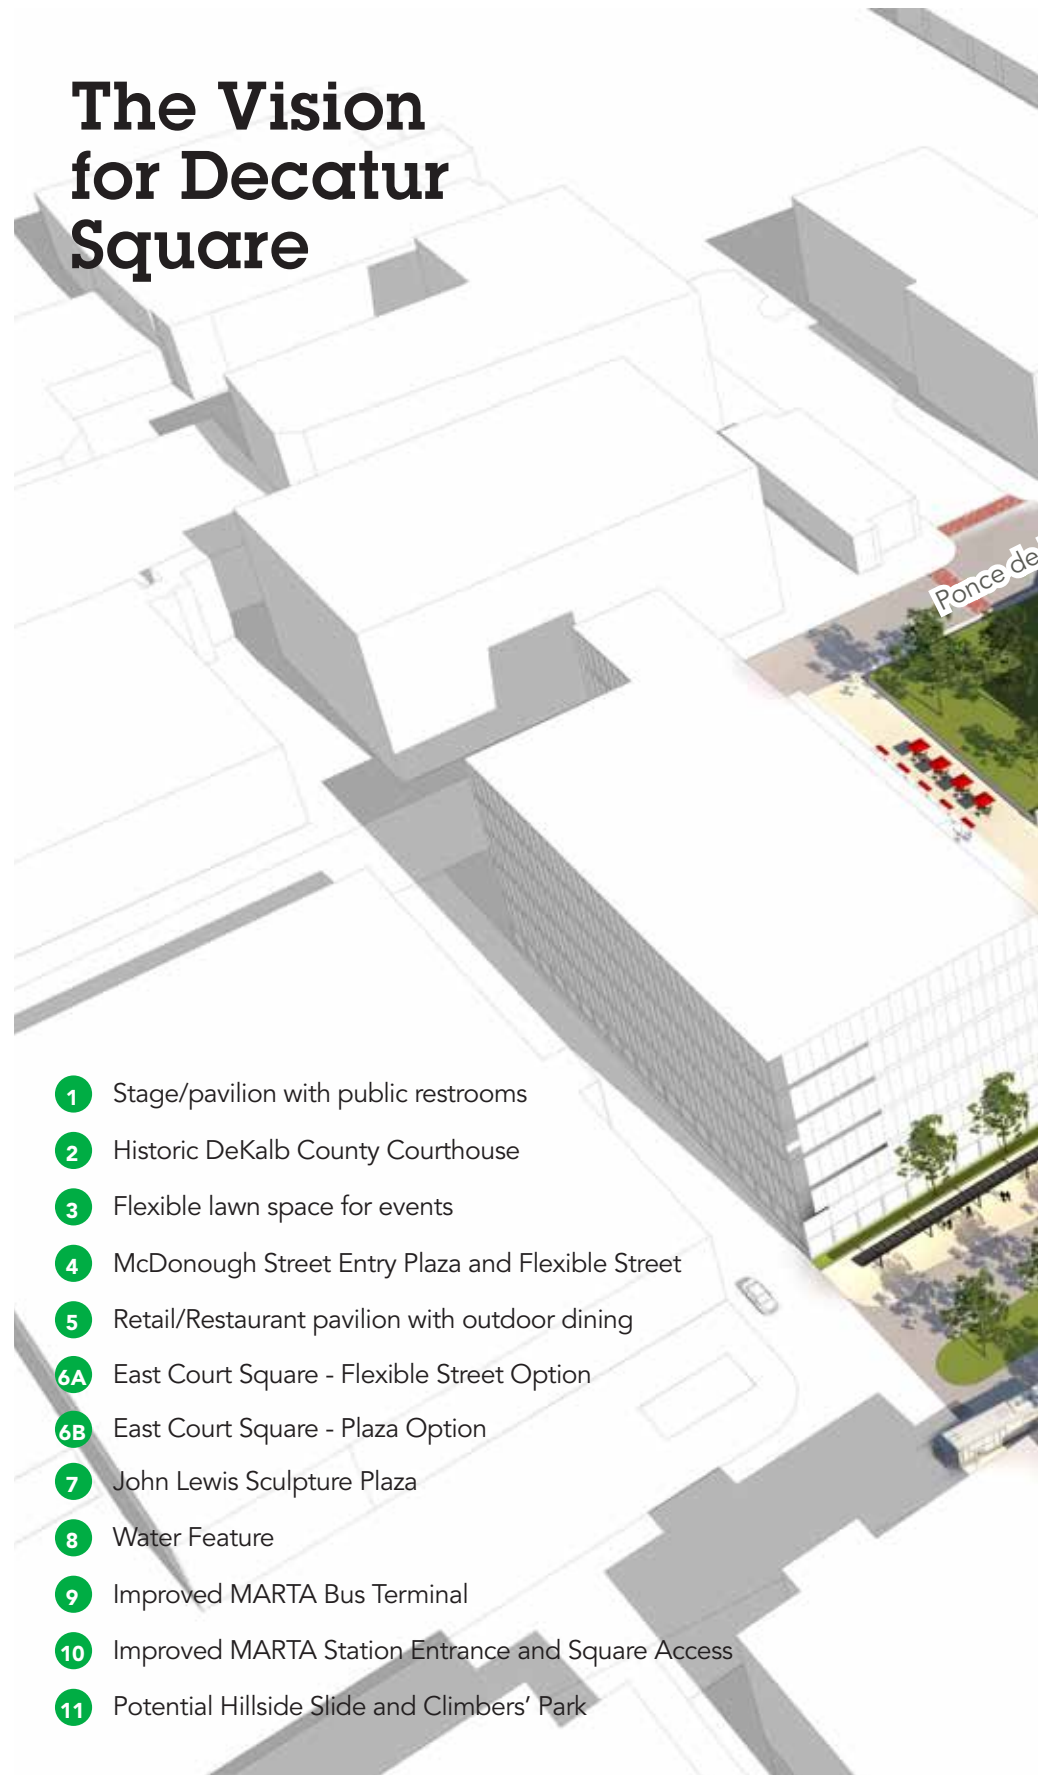 The Vision
for Decatur
Square
Ponce de
1 Stage/pavilion with public restrooms
2 Historic DeKalb County Courthouse
3 Flexible lawn space for events
4 McDonough Street Entry Plaza and Flexible Street
5 Retail/Restaurant pavilion with outdoor dining
6A East Court Square - Flexible Street Option
6B East Court Square - Plaza Option
7 John Lewis Sculpture Plaza
8 Water Feature
9 Improved MARTA Bus Terminal
10 Improved MARTA Station Entrance and Square Access
11 Potential Hillside Slide and Climbers’ Park